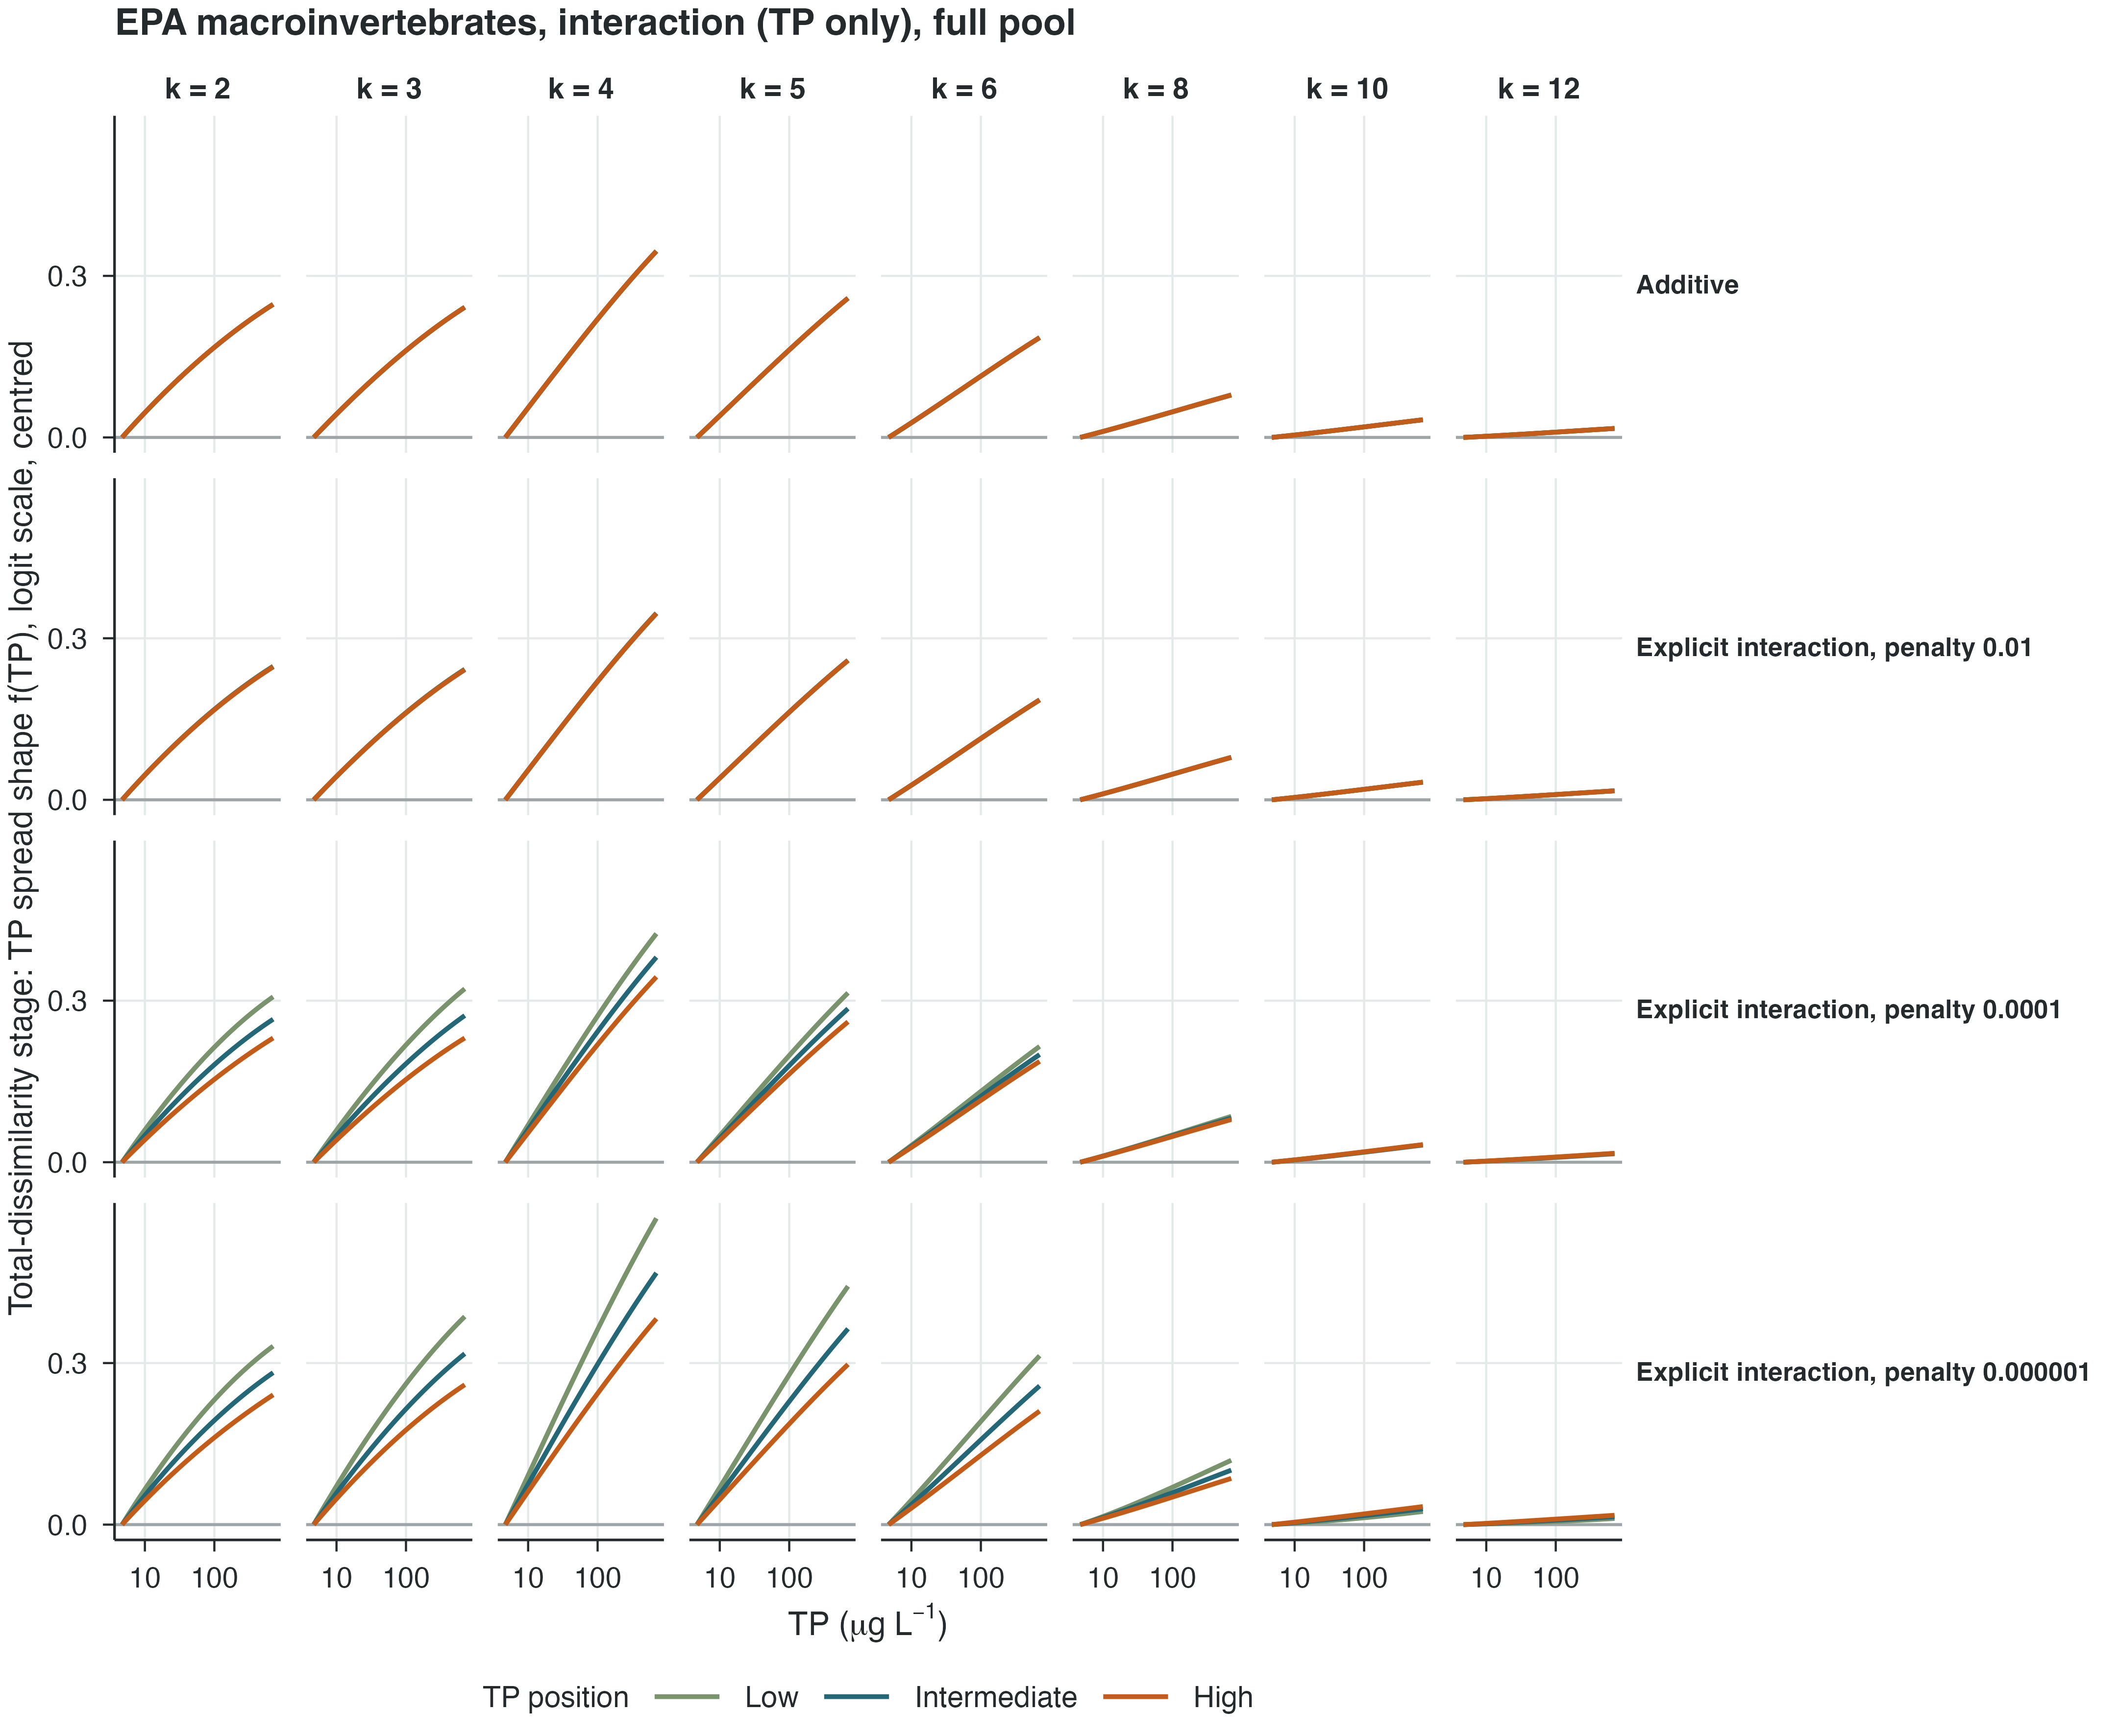 EPA macroinvertebrates, interaction (TP only), full pool
k = 2 k = 3 k = 4 k = 5 k = 6 k = 8 k = 10 k = 12
Total-dissimilarity stage: TP spread shape f(TP), logit scale, centred
0.3
Additive
0.0
0.3
Explicit interaction, penalty 0.01
0.0
0.3
Explicit interaction, penalty 0.0001
0.0
0.3
Explicit interaction, penalty 0.000001
0.0
10 100 10 100 10 100 10 100 10 100 10 100 10 100 10 100
TP (μg L⁻¹)
TP position Low Intermediate High